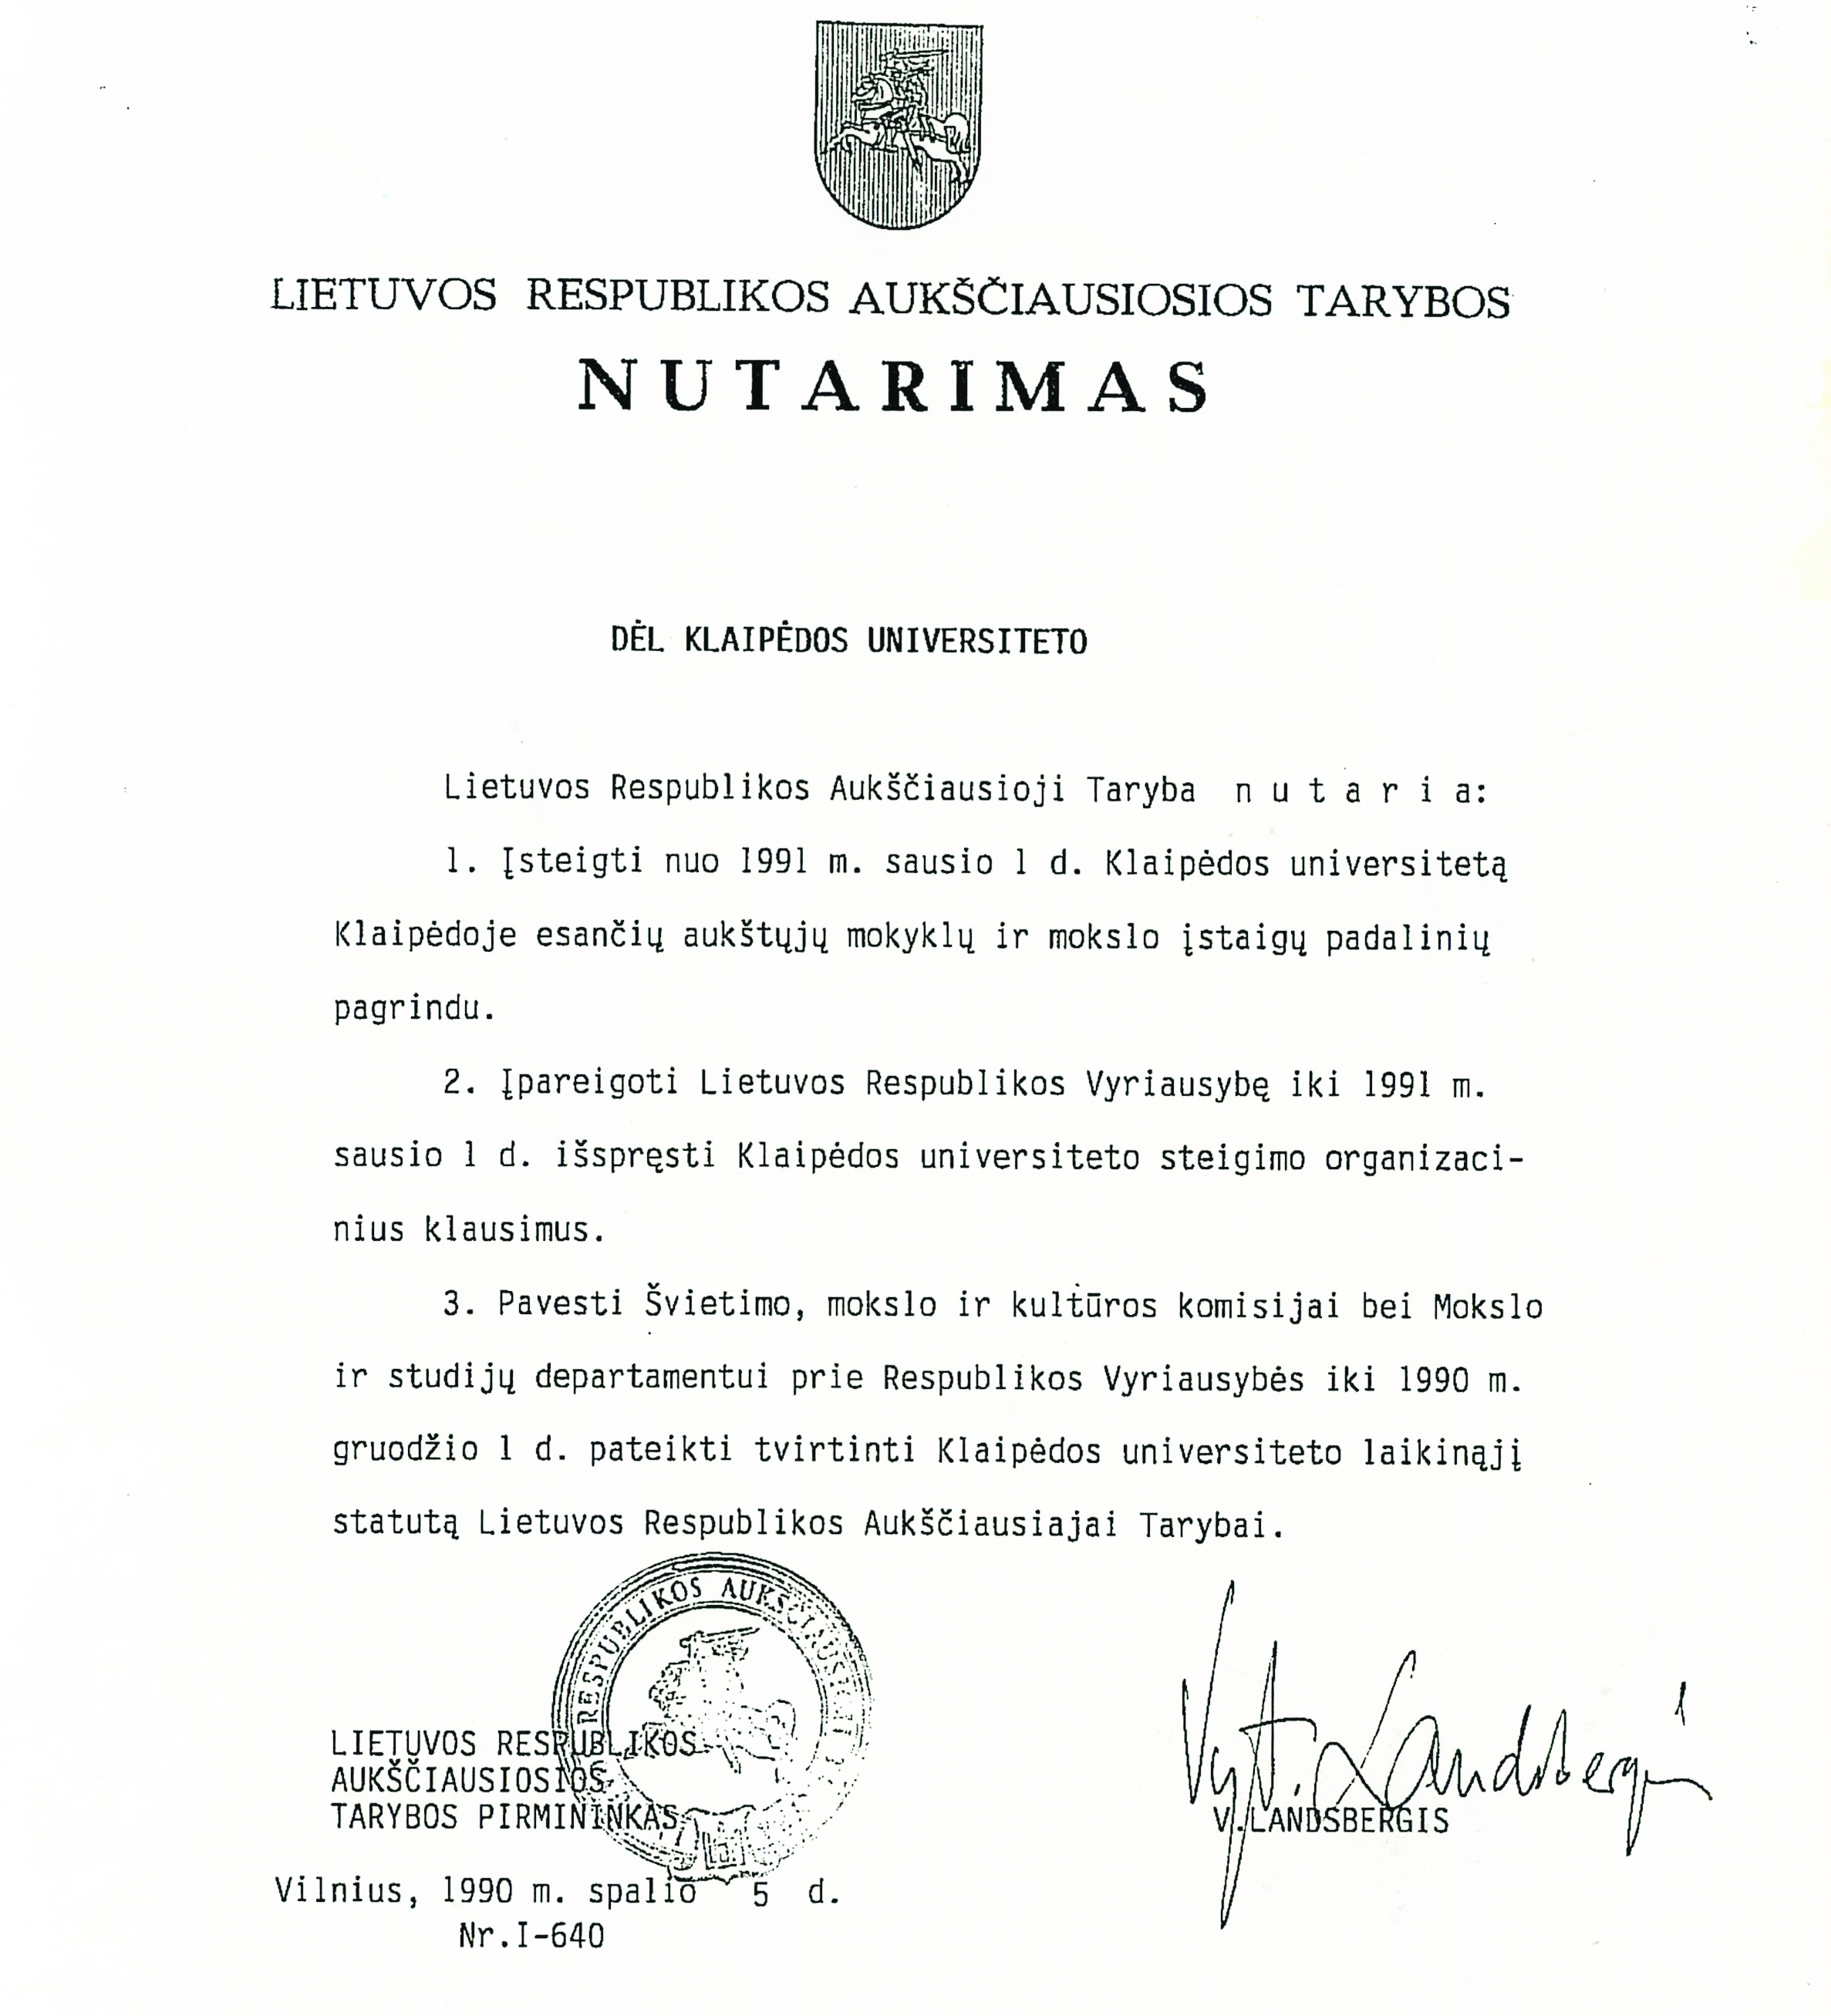 LIETUVOS RESPUBLIKOS AUKŠČIAUSIOSIOS TARYBOS
NUTARIMAS
DĖL KLAIPĖDOS UNIVERSITETO
Lietuvos Respublikos Aukščiausioji Taryba n u t a r i a:
1. Įsteigti nuo 1991 m. sausio 1 d. Klaipėdos universitetą
Klaipėdoje esančių aukštųjų mokyklų ir mokslo įstaigų padalinių
pagrindu.
2. Įpareigoti Lietuvos Respublikos Vyriausybę iki 1991 m.
sausio 1 d. išspręsti Klaipėdos universiteto steigimo organizaci-
nius klausimus.
3. Pavesti Švietimo, mokslo ir kultūros komisijai bei Mokslo
ir studijų departamentui prie Respublikos Vyriausybės iki 1990 m.
gruodžio 1 d. pateikti tvirtinti Klaipėdos universiteto laikinąjį
statutą Lietuvos Respublikos Aukščiausiajai Tarybai.
RESPUBLIKOS
LIETUVOS RESPUBLIKOS
AUKŠČIAUSIOSIOS
TARYBOS PIRMININKAS
Vyt. Landsbergis
V.LANDSBERGIS
Vilnius, 1990 m. spalio 5 d.
Nr.I-640